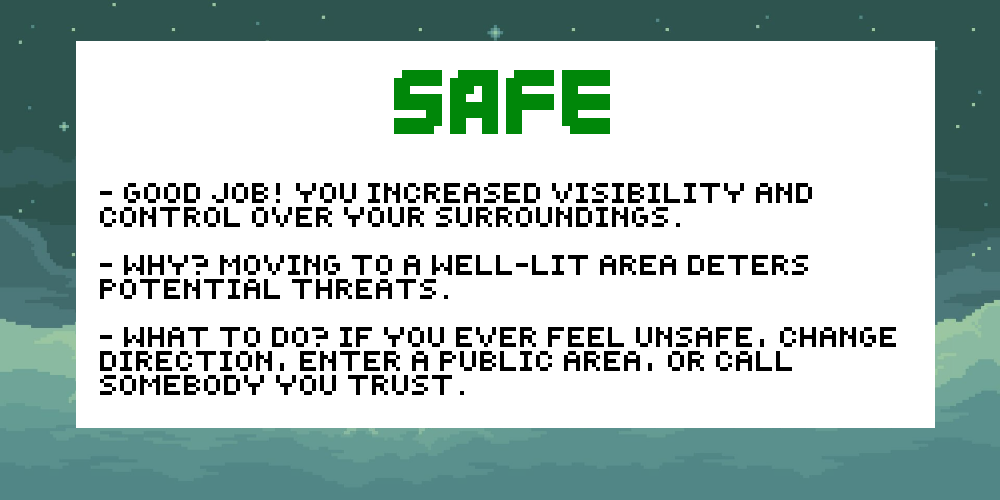 SAFE
- GOOD JOB! YOU INCREASED VISIBILITY AND
CONTROL OVER YOUR SURROUNDINGS.
- WHY? MOVING TO A WELL-LIT AREA DETERS
POTENTIAL THREATS.
- WHAT TO DO? IF YOU EVER FEEL UNSAFE, CHANGE
DIRECTION, ENTER A PUBLIC AREA, OR CALL
SOMEBODY YOU TRUST.